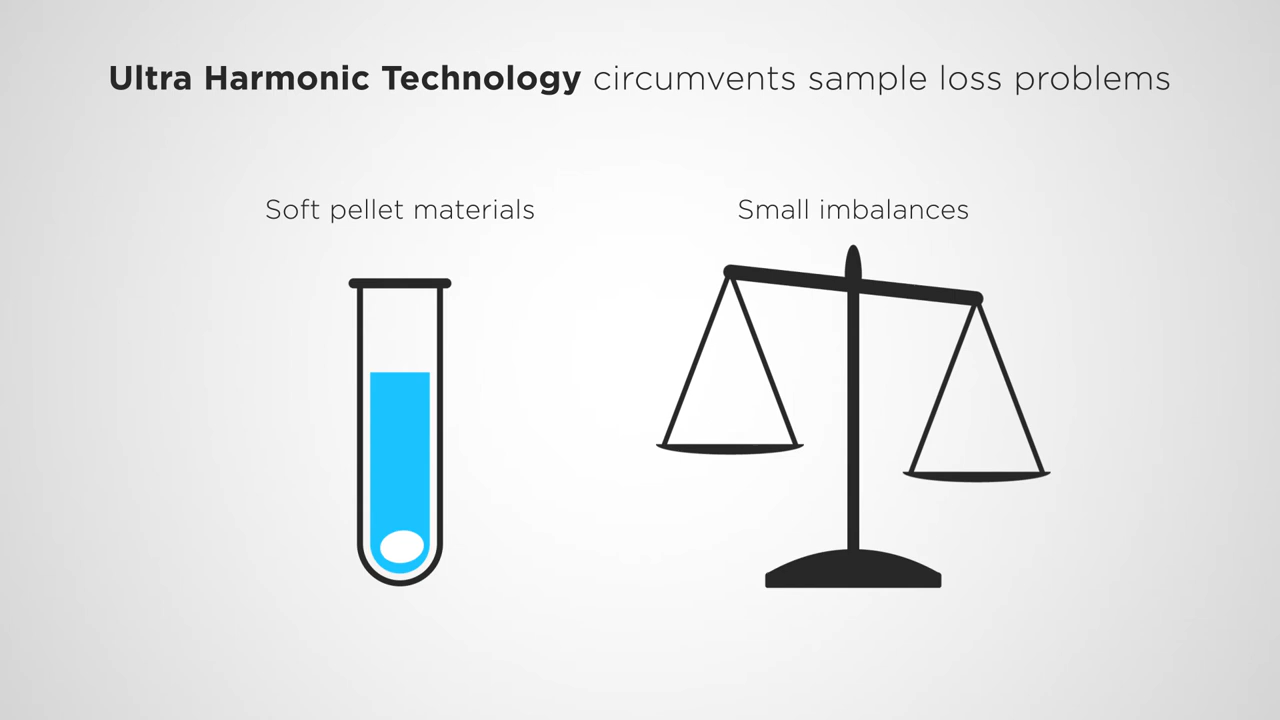 Ultra Harmonic Technology circumvents sample loss problems
Soft pellet materials
Small imbalances